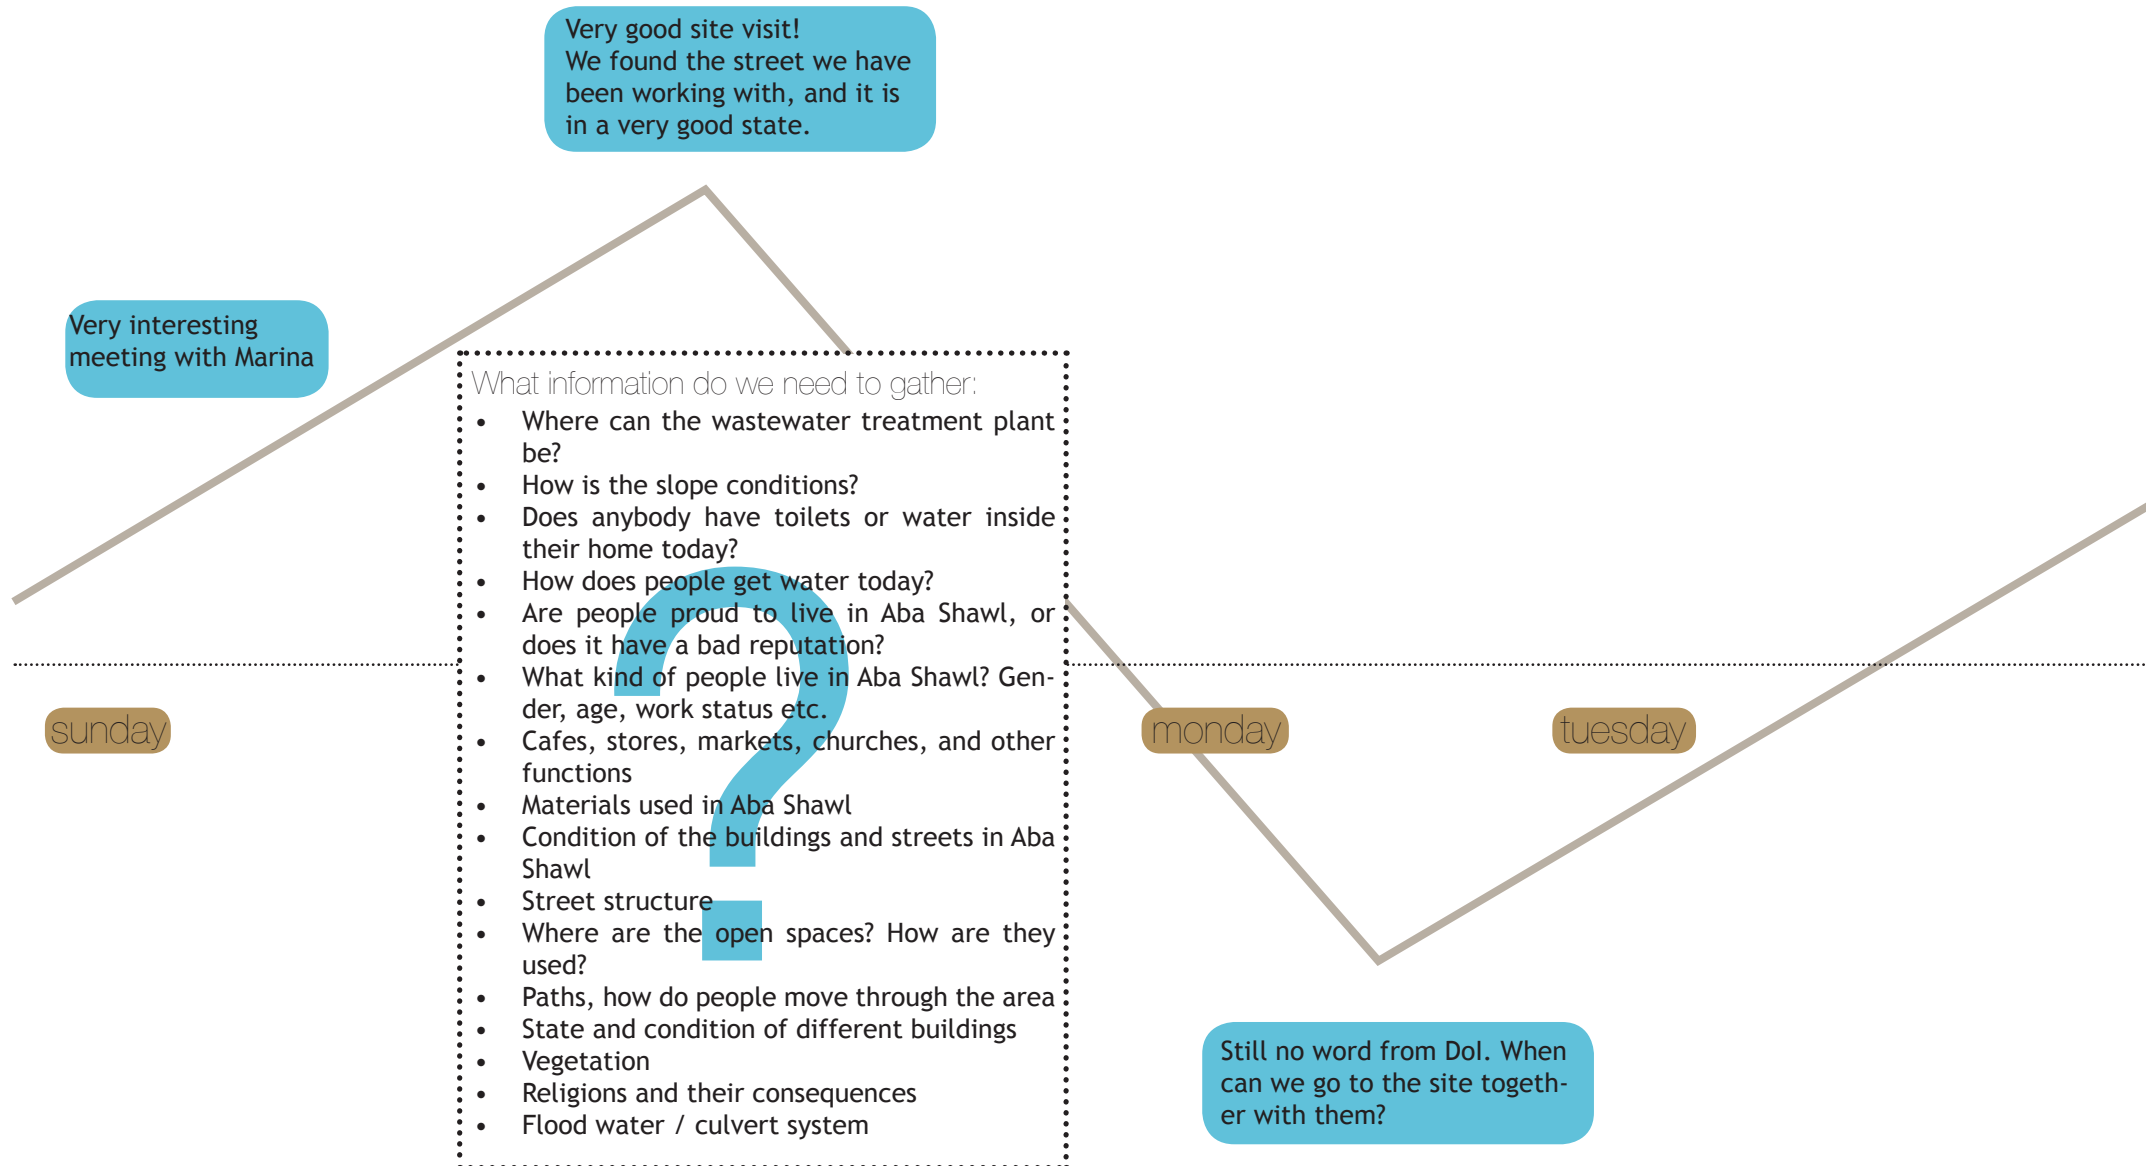 Very good site visit!
We found the street we have
been working with, and it is
in a very good state.
Very interesting
meeting with Marina
What information do we need to gather:
• Where can the wastewater treatment plant
be?
• How is the slope conditions?
• Does anybody have toilets or water inside
their home today?
• How does people get water today?
• Are people proud to live in Aba Shawl, or
does it have a bad reputation?
• What kind of people live in Aba Shawl? Gen-
der, age, work status etc.
• Cafes, stores, markets, churches, and other
functions
• Materials used in Aba Shawl
• Condition of the buildings and streets in Aba
Shawl
• Street structure
• Where are the open spaces? How are they
used?
• Paths, how do people move through the area
• State and condition of different buildings
• Vegetation
• Religions and their consequences
• Flood water / culvert system
?
sunday
monday
tuesday
Still no word from DoI. When
can we go to the site togeth-
er with them?